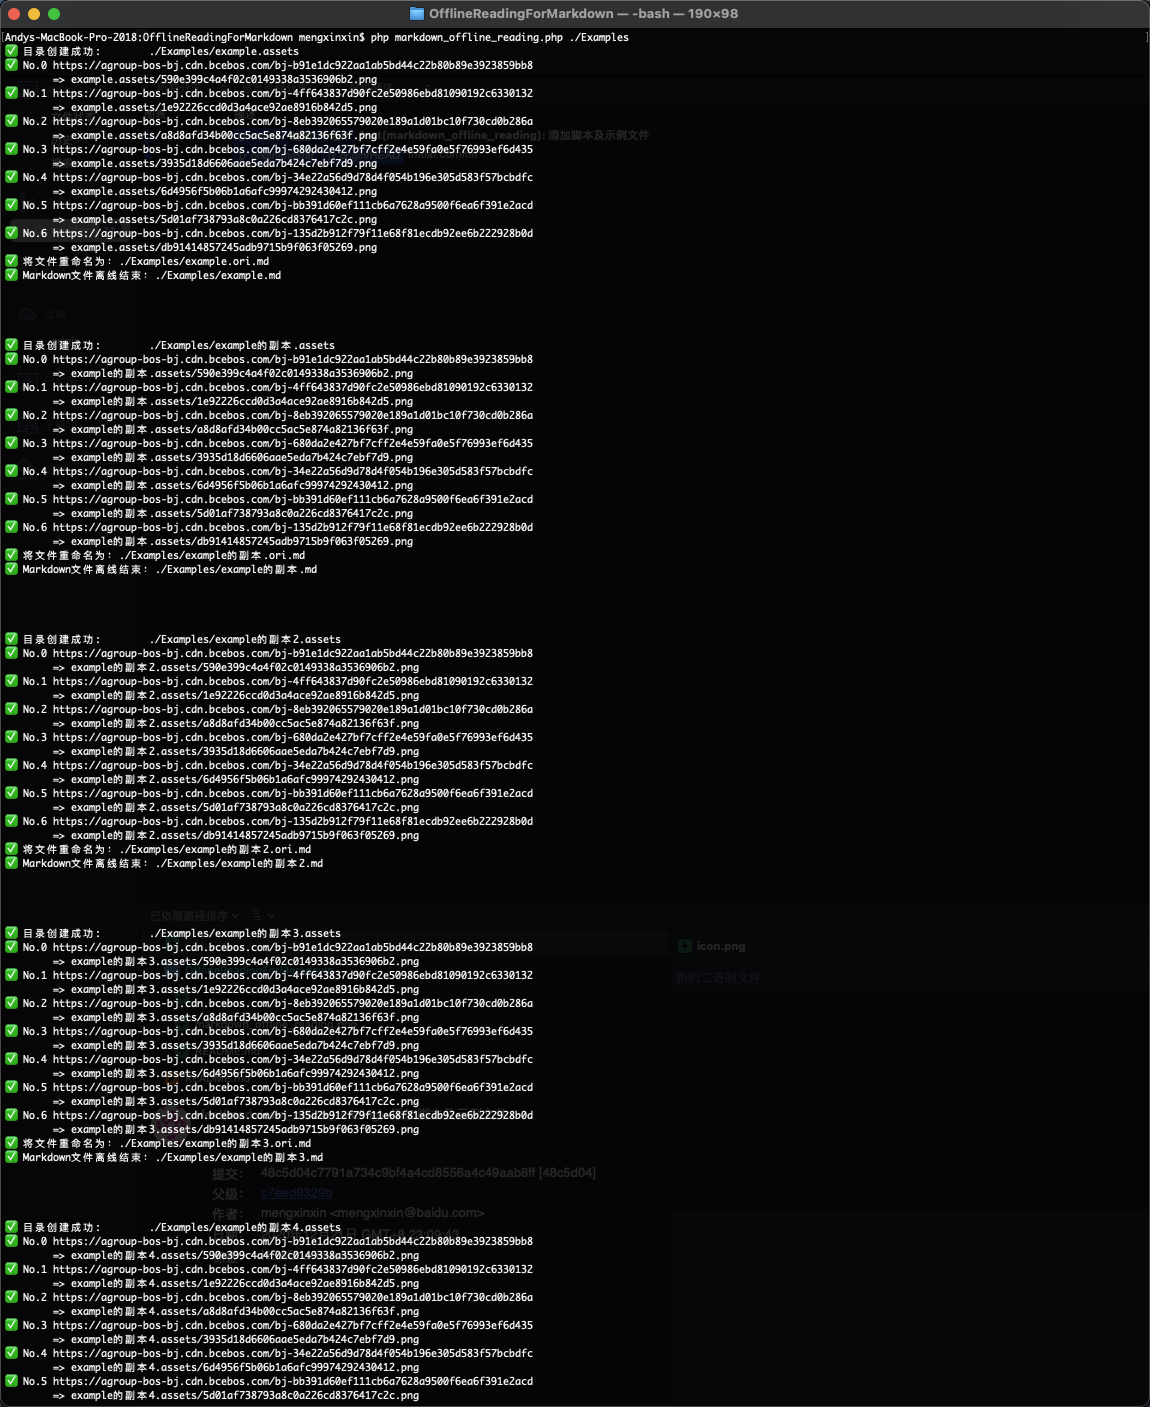 OfflineReadingForMarkdown — -bash — 190×98
[Andys-MacBook-Pro-2018:OfflineReadingForMarkdown mengxinxin$ php markdown_offline_reading.php ./Examples ]
✅ 目录创建成功: ./Examples/example.assets
✅ No.0 https://agroup-bos-bj.cdn.bcebos.com/bj-b91e1dc922aa1ab5bd44c22b80b89e3923859bb8
=> example.assets/590e399c4a4f02c0149338a3536906b2.png
✅ No.1 https://agroup-bos-bj.cdn.bcebos.com/bj-4ff643837d90fc2e50986ebd81090192c6330132
=> example.assets/1e92226ccd0d3a4ace92ae8916b842d5.png
✅ No.2 https://agroup-bos-bj.cdn.bcebos.com/bj-8eb392065579020e189a1d01bc10f730cd0b286a
=> example.assets/a8d8afd34b00cc5ac5e874a82136f63f.png
(markdown_offline_reading): 添加脚本及示例文件
✅ No.3 https://agroup-bos-bj.cdn.bcebos.com/bj-680da2e427bf7cff2e4e59fa0e5f76993ef6d435
=> example.assets/3935d18d6606aae5eda7b424c7ebf7d9.png
Initial commit
✅ No.4 https://agroup-bos-bj.cdn.bcebos.com/bj-34e22a56d9d78d4f054b196e305d583f57bcbdfc
=> example.assets/6d4956f5b06b1a6afc99974292430412.png
✅ No.5 https://agroup-bos-bj.cdn.bcebos.com/bj-bb391d60ef111cb6a7628a9500f6ea6f391e2acd
=> example.assets/5d01af738793a8c0a226cd8376417c2c.png
✅ No.6 https://agroup-bos-bj.cdn.bcebos.com/bj-135d2b912f79f11e68f81ecdb92ee6b222928b0d
=> example.assets/db91414857245adb9715b9f063f05269.png
✅ 将文件重命名为: ./Examples/example.ori.md
✅ Markdown文件离线结束: ./Examples/example.md
✅ 目录创建成功: ./Examples/example的副本.assets
✅ No.0 https://agroup-bos-bj.cdn.bcebos.com/bj-b91e1dc922aa1ab5bd44c22b80b89e3923859bb8
=> example的副本.assets/590e399c4a4f02c0149338a3536906b2.png
✅ No.1 https://agroup-bos-bj.cdn.bcebos.com/bj-4ff643837d90fc2e50986ebd81090192c6330132
=> example的副本.assets/1e92226ccd0d3a4ace92ae8916b842d5.png
✅ No.2 https://agroup-bos-bj.cdn.bcebos.com/bj-8eb392065579020e189a1d01bc10f730cd0b286a
=> example的副本.assets/a8d8afd34b00cc5ac5e874a82136f63f.png
✅ No.3 https://agroup-bos-bj.cdn.bcebos.com/bj-680da2e427bf7cff2e4e59fa0e5f76993ef6d435
=> example的副本.assets/3935d18d6606aae5eda7b424c7ebf7d9.png
✅ No.4 https://agroup-bos-bj.cdn.bcebos.com/bj-34e22a56d9d78d4f054b196e305d583f57bcbdfc
=> example的副本.assets/6d4956f5b06b1a6afc99974292430412.png
✅ No.5 https://agroup-bos-bj.cdn.bcebos.com/bj-bb391d60ef111cb6a7628a9500f6ea6f391e2acd
=> example的副本.assets/5d01af738793a8c0a226cd8376417c2c.png
✅ No.6 https://agroup-bos-bj.cdn.bcebos.com/bj-135d2b912f79f11e68f81ecdb92ee6b222928b0d
=> example的副本.assets/db91414857245adb9715b9f063f05269.png
✅ 将文件重命名为: ./Examples/example的副本.ori.md
✅ Markdown文件离线结束: ./Examples/example的副本.md
✅ 目录创建成功: ./Examples/example的副本2.assets
✅ No.0 https://agroup-bos-bj.cdn.bcebos.com/bj-b91e1dc922aa1ab5bd44c22b80b89e3923859bb8
=> example的副本2.assets/590e399c4a4f02c0149338a3536906b2.png
✅ No.1 https://agroup-bos-bj.cdn.bcebos.com/bj-4ff643837d90fc2e50986ebd81090192c6330132
=> example的副本2.assets/1e92226ccd0d3a4ace92ae8916b842d5.png
✅ No.2 https://agroup-bos-bj.cdn.bcebos.com/bj-8eb392065579020e189a1d01bc10f730cd0b286a
=> example的副本2.assets/a8d8afd34b00cc5ac5e874a82136f63f.png
✅ No.3 https://agroup-bos-bj.cdn.bcebos.com/bj-680da2e427bf7cff2e4e59fa0e5f76993ef6d435
=> example的副本2.assets/3935d18d6606aae5eda7b424c7ebf7d9.png
✅ No.4 https://agroup-bos-bj.cdn.bcebos.com/bj-34e22a56d9d78d4f054b196e305d583f57bcbdfc
=> example的副本2.assets/6d4956f5b06b1a6afc99974292430412.png
✅ No.5 https://agroup-bos-bj.cdn.bcebos.com/bj-bb391d60ef111cb6a7628a9500f6ea6f391e2acd
=> example的副本2.assets/5d01af738793a8c0a226cd8376417c2c.png
✅ No.6 https://agroup-bos-bj.cdn.bcebos.com/bj-135d2b912f79f11e68f81ecdb92ee6b222928b0d
=> example的副本2.assets/db91414857245adb9715b9f063f05269.png
✅ 将文件重命名为: ./Examples/example的副本2.ori.md
✅ Markdown文件离线结束: ./Examples/example的副本2.md
已依照路径排序
✅ 目录创建成功: ./Examples/example的副本3.assets
✅ No.0 https://agroup-bos-bj.cdn.bcebos.com/bj-b91e1dc922aa1ab5bd44c22b80b89e3923859bb8
icon.png
=> example的副本3.assets/590e399c4a4f02c0149338a3536906b2.png
✅ No.1 https://agroup-bos-bj.cdn.bcebos.com/bj-4ff643837d90fc2e50986ebd81090192c6330132
新的二进制文件
=> example的副本3.assets/1e92226ccd0d3a4ace92ae8916b842d5.png
✅ No.2 https://agroup-bos-bj.cdn.bcebos.com/bj-8eb392065579020e189a1d01bc10f730cd0b286a
=> example的副本3.assets/a8d8afd34b00cc5ac5e874a82136f63f.png
✅ No.3 https://agroup-bos-bj.cdn.bcebos.com/bj-680da2e427bf7cff2e4e59fa0e5f76993ef6d435
=> example的副本3.assets/3935d18d6606aae5eda7b424c7ebf7d9.png
✅ No.4 https://agroup-bos-bj.cdn.bcebos.com/bj-34e22a56d9d78d4f054b196e305d583f57bcbdfc
=> example的副本3.assets/6d4956f5b06b1a6afc99974292430412.png
✅ No.5 https://agroup-bos-bj.cdn.bcebos.com/bj-bb391d60ef111cb6a7628a9500f6ea6f391e2acd
=> example的副本3.assets/5d01af738793a8c0a226cd8376417c2c.png
✅ No.6 https://agroup-bos-bj.cdn.bcebos.com/bj-135d2b912f79f11e68f81ecdb92ee6b222928b0d
=> example的副本3.assets/db91414857245adb9715b9f063f05269.png
✅ 将文件重命名为: ./Examples/example的副本3.ori.md
✅ Markdown文件离线结束: ./Examples/example的副本3.md
提交: 48c5d04c7791a734c9bf4a4cd8556a4c49aab8ff [48c5d04]
父级: c7eed9329b
作者: mengxinxin <mengxinxin@baidu.com>
✅ 目录创建成功: ./Examples/example的副本4.assets
✅ No.0 https://agroup-bos-bj.cdn.bcebos.com/bj-b91e1dc922aa1ab5bd44c22b80b89e3923859bb8
=> example的副本4.assets/590e399c4a4f02c0149338a3536906b2.png
✅ No.1 https://agroup-bos-bj.cdn.bcebos.com/bj-4ff643837d90fc2e50986ebd81090192c6330132
=> example的副本4.assets/1e92226ccd0d3a4ace92ae8916b842d5.png
✅ No.2 https://agroup-bos-bj.cdn.bcebos.com/bj-8eb392065579020e189a1d01bc10f730cd0b286a
=> example的副本4.assets/a8d8afd34b00cc5ac5e874a82136f63f.png
✅ No.3 https://agroup-bos-bj.cdn.bcebos.com/bj-680da2e427bf7cff2e4e59fa0e5f76993ef6d435
=> example的副本4.assets/3935d18d6606aae5eda7b424c7ebf7d9.png
✅ No.4 https://agroup-bos-bj.cdn.bcebos.com/bj-34e22a56d9d78d4f054b196e305d583f57bcbdfc
=> example的副本4.assets/6d4956f5b06b1a6afc99974292430412.png
✅ No.5 https://agroup-bos-bj.cdn.bcebos.com/bj-bb391d60ef111cb6a7628a9500f6ea6f391e2acd
=> example的副本4.assets/5d01af738793a8c0a226cd8376417c2c.png